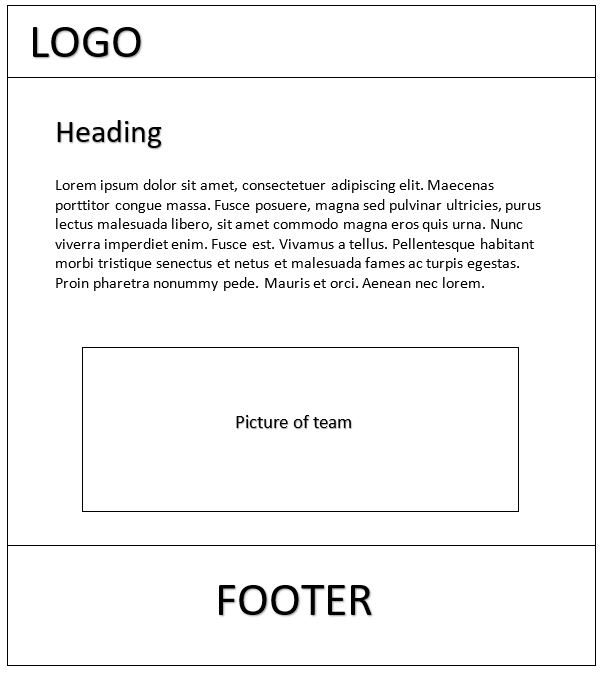 LOGO
Heading
Lorem ipsum dolor sit amet, consectetuer adipiscing elit. Maecenas
porttitor congue massa. Fusce posuere, magna sed pulvinar ultricies, purus
lectus malesuada libero, sit amet commodo magna eros quis urna. Nunc
viverra imperdiet enim. Fusce est. Vivamus a tellus. Pellentesque habitant
morbi tristique senectus et netus et malesuada fames ac turpis egestas.
Proin pharetra nonummy pede. Mauris et orci. Aenean nec lorem.
Picture of team
FOOTER